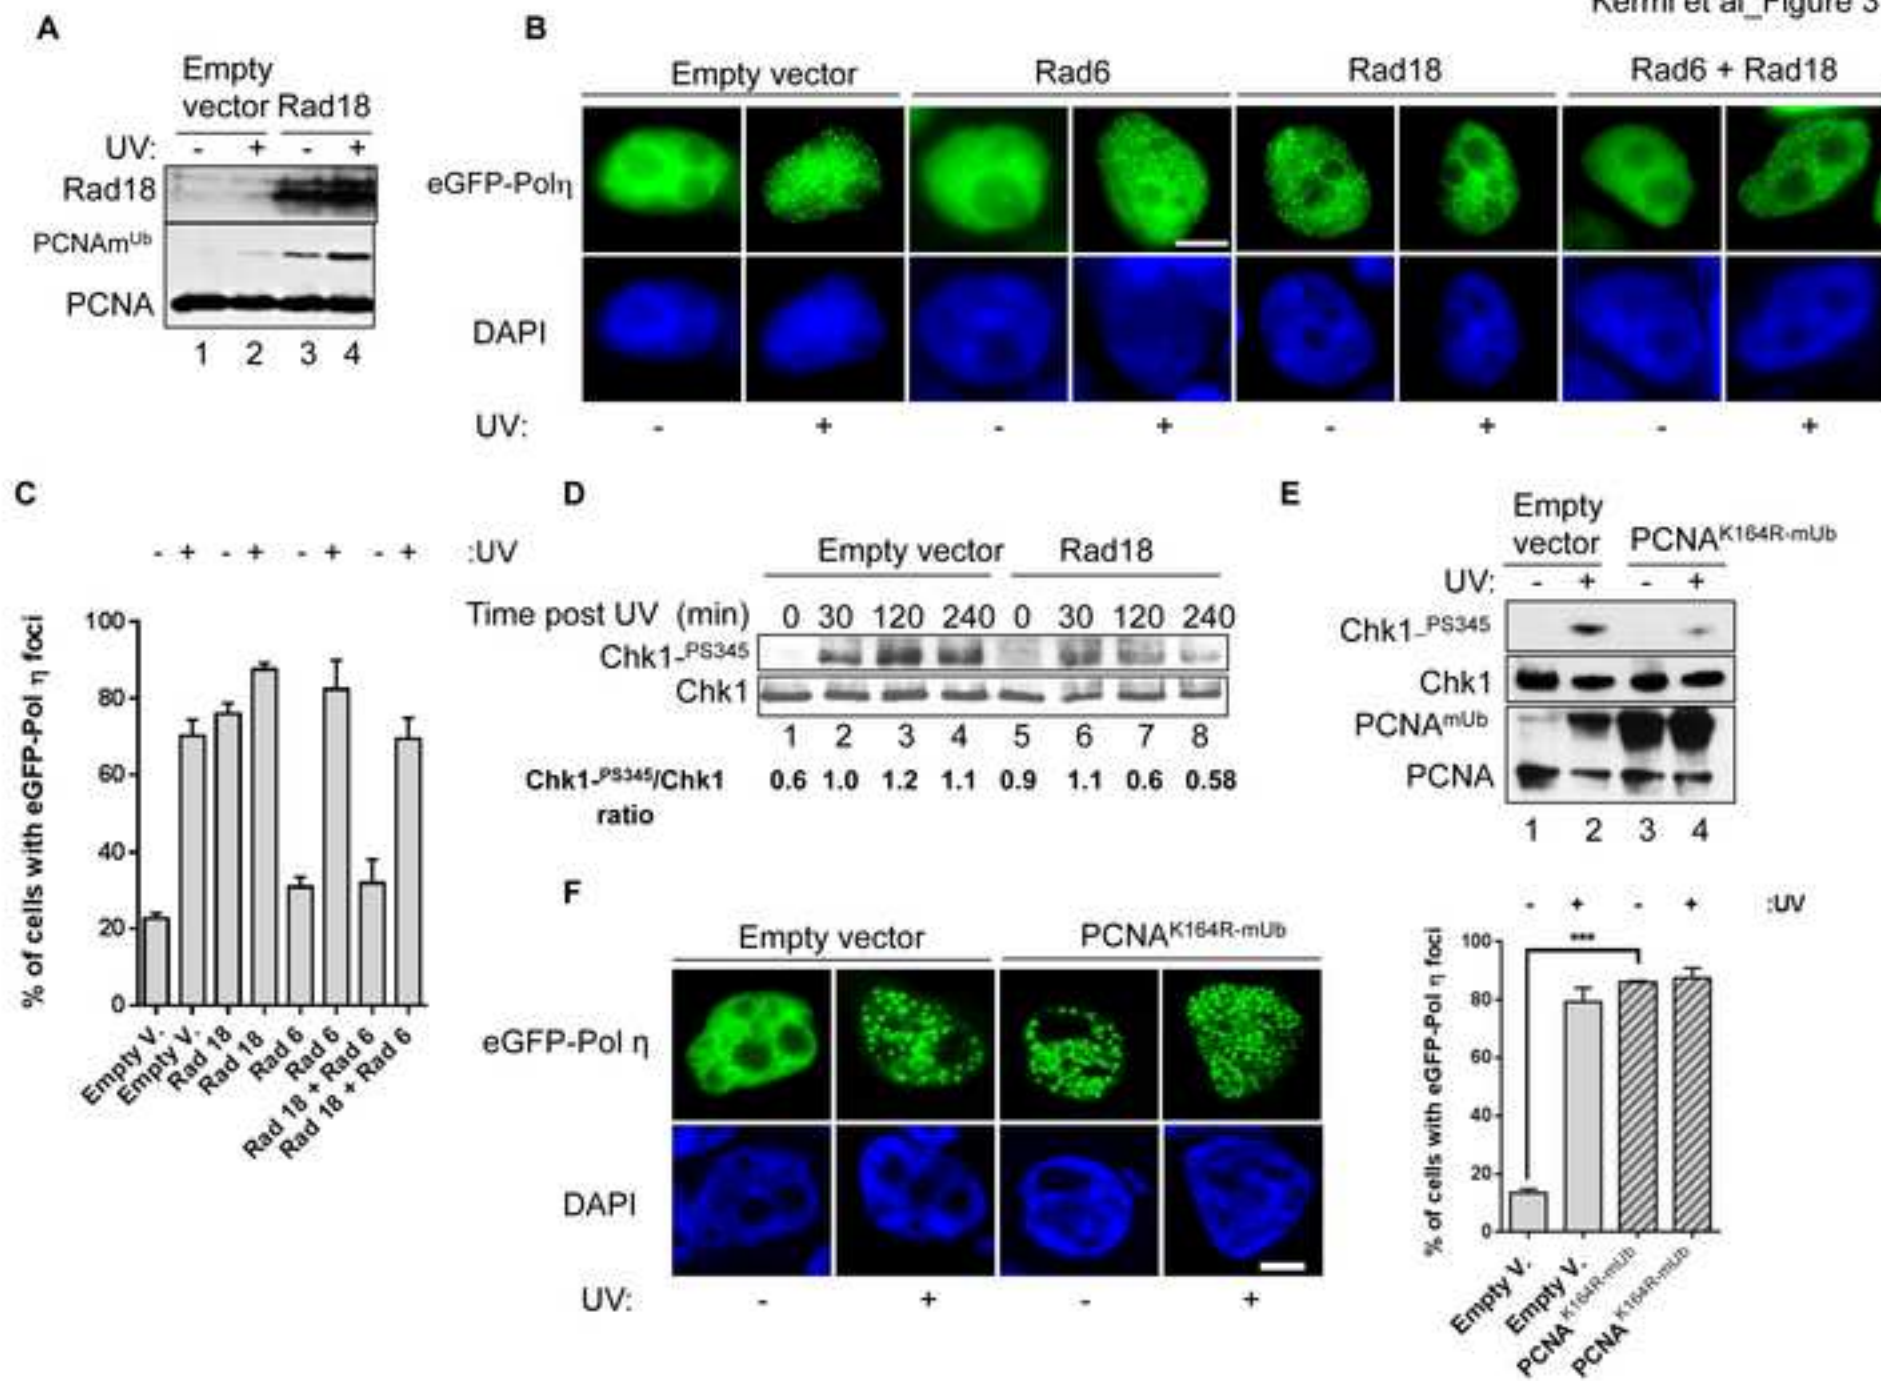 Kermi et al_Figure 3
A
Empty
vector Rad18
UV: - + - +
Rad18
PCNAmUb
PCNA
1 2 3 4
B
Empty vector Rad6 Rad18 Rad6 + Rad18
eGFP-Polη
DAPI
UV: - + - + - + - +
C
- + - + - + - + :UV
% of cells with eGFP-Pol η foci
100
80
60
40
20
0
Empty V.
Empty V.
Rad 18
Rad 18
Rad 6
Rad 6
Rad 18 + Rad 6
Rad 18 + Rad 6
D
Empty vector Rad18
Time post UV (min) 0 30 120 240 0 30 120 240
Chk1-PS345
Chk1
1 2 3 4 5 6 7 8
Chk1-PS345/Chk1 0.6 1.0 1.2 1.1 0.9 1.1 0.6 0.58
ratio
E
Empty
vector PCNAK164R-mUb
UV: - + - +
Chk1-PS345
Chk1
PCNAmUb
PCNA
1 2 3 4
F
Empty vector PCNAK164R-mUb
eGFP-Pol η
DAPI
UV: - + - +
- + - + :UV
***
% of cells with eGFP-Pol η foci
100
80
60
40
20
0
Empty V.
Empty V.
PCNAK164R-mUb
PCNAK164R-mUb